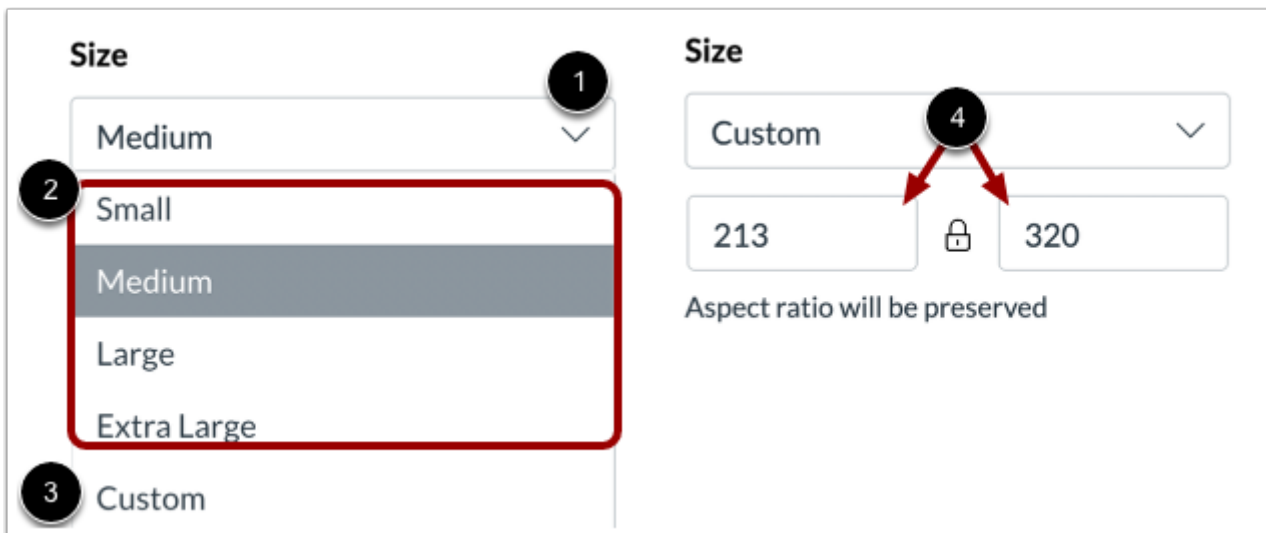 Size
1
Medium
2
Small
Medium
Large
Extra Large
3
Custom
Size
Custom
4
213
320
Aspect ratio will be preserved